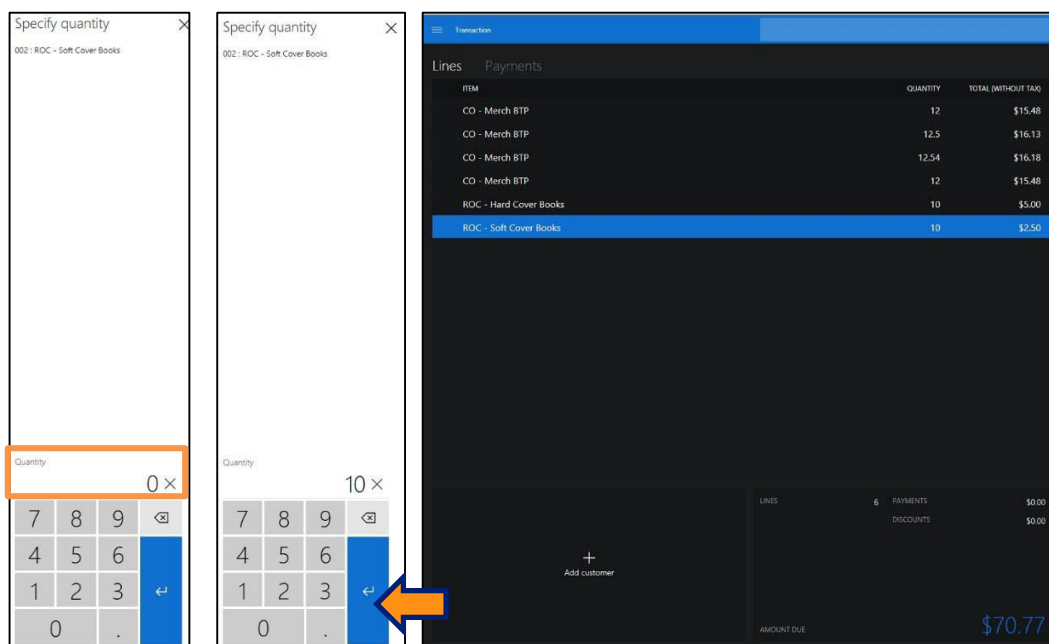 Specify quantity ×
002 : ROC - Soft Cover Books
Quantity
0 ×
7 8 9
4 5 6
1 2 3
0 .
Specify quantity ×
002 : ROC - Soft Cover Books
Quantity
10 ×
7 8 9
4 5 6
1 2 3
0 .
Transaction
Lines Payments
ITEM QUANTITY TOTAL (WITHOUT TAX)
CO - Merch BTP 12 $15.48
CO - Merch BTP 12.5 $16.13
CO - Merch BTP 12.54 $16.18
CO - Merch BTP 12 $15.48
ROC - Hard Cover Books 10 $5.00
ROC - Soft Cover Books 10 $2.50
LINES 6 PAYMENTS $0.00
DISCOUNTS $0.00
Add customer
AMOUNT DUE $70.77